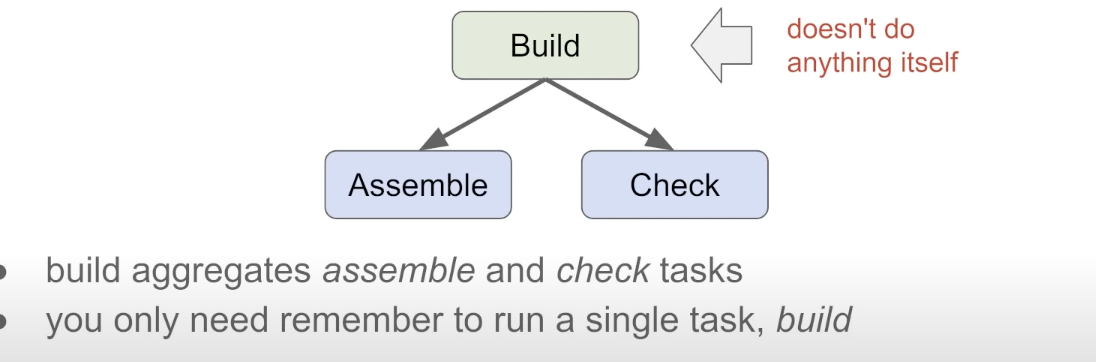 Build
doesn't do
anything itself
Assemble
Check
build aggregates assemble and check tasks
you only need remember to run a single task, build